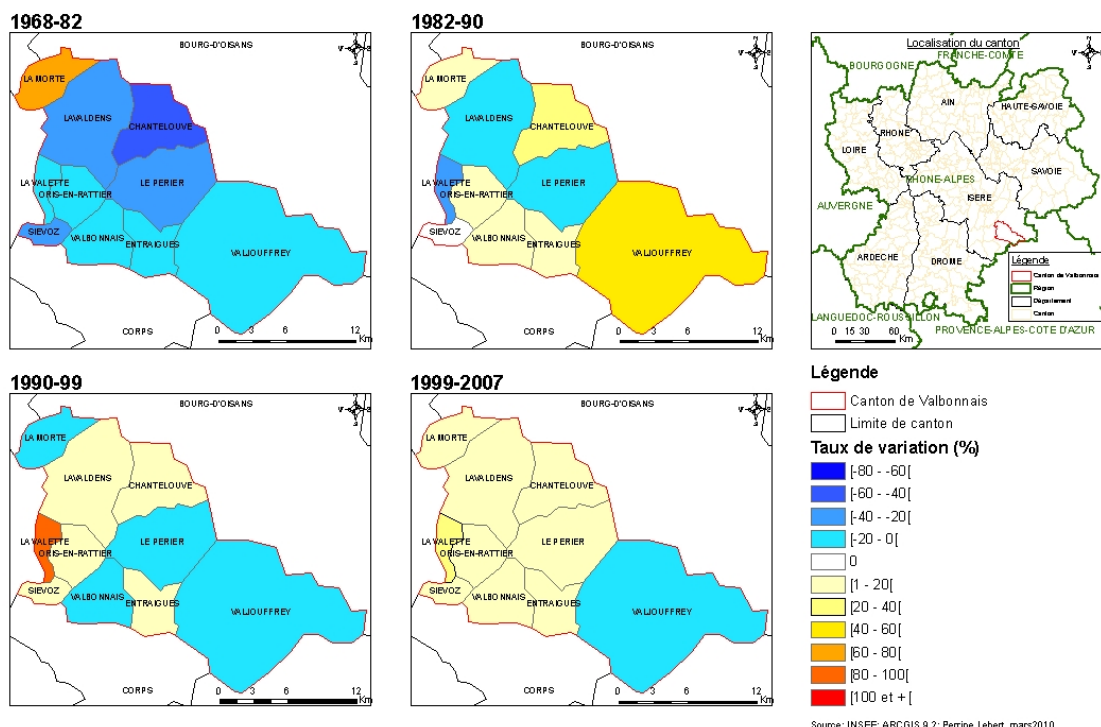 1968-82
BOURG-D'OISANS
LA MORTE
LAVALDENS
CHANTELOUVE
LA VALETTE
ORIS-EN-RATTIER
LE PERIER
SIEVOZ
VALBONNAIS
ENTRAIGUES
VALJOUFFREY
CORPS
0 3 6 12
Km
1982-90
BOURG-D'OISANS
LA MORTE
LAVALDENS
CHANTELOUVE
LA VALETTE
ORIS-EN-RATTIER
LE PERIER
SIEVOZ
VALBONNAIS
ENTRAIGUES
VALJOUFFREY
CORPS
0 3 6 12
Km
Localisation du canton
FRANCHE-COMTE
BOURGOGNE
AIN
HAUTE-SAVOIE
RHONE
LOIRE
SAVOIE
RHONE-ALPES
ISERE
AUVERGNE
ARDECHE
DROME
Légende
Canton de Valbonnais
Région
Département
Canton
LANGUEDOC-ROUSSILLON
PROVENCE-ALPES-COTE D'AZUR
0 15 30 60
Km
1990-99
BOURG-D'OISANS
LA MORTE
LAVALDENS
CHANTELOUVE
LA VALETTE
ORIS-EN-RATTIER
LE PERIER
SIEVOZ
VALBONNAIS
ENTRAIGUES
VALJOUFFREY
CORPS
0 3 6 12
Km
1999-2007
BOURG-D'OISANS
LA MORTE
LAVALDENS
CHANTELOUVE
LA VALETTE
ORIS-EN-RATTIER
LE PERIER
SIEVOZ
VALBONNAIS
ENTRAIGUES
VALJOUFFREY
CORPS
0 3 6 12
Km
Légende
Canton de Valbonnais
Limite de canton
Taux de variation (%)
[-80 - -60[
[-60 - -40[
[-40 - -20[
[-20 - 0[
0
[1 - 20[
[20 - 40[
[40 - 60[
[60 - 80[
[80 - 100[
[100 et + [
Source: INSEE; ARCGIS 9.2; Perrine Lebert, mars2010